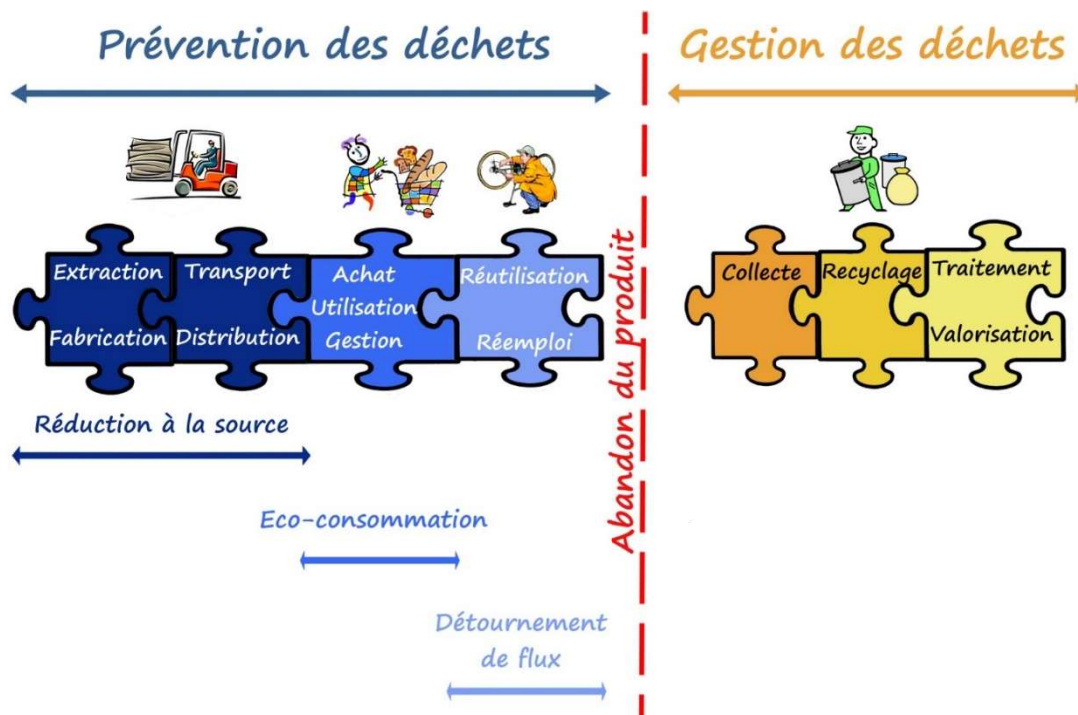 Prévention des déchets
Gestion des déchets
Extraction
Fabrication
Transport
Distribution
Achat
Utilisation
Gestion
Réutilisation
Réemploi
Abandon du produit
Collecte
Recyclage
Traitement
Valorisation
Réduction à la source
Eco-consommation
Détournement
de flux